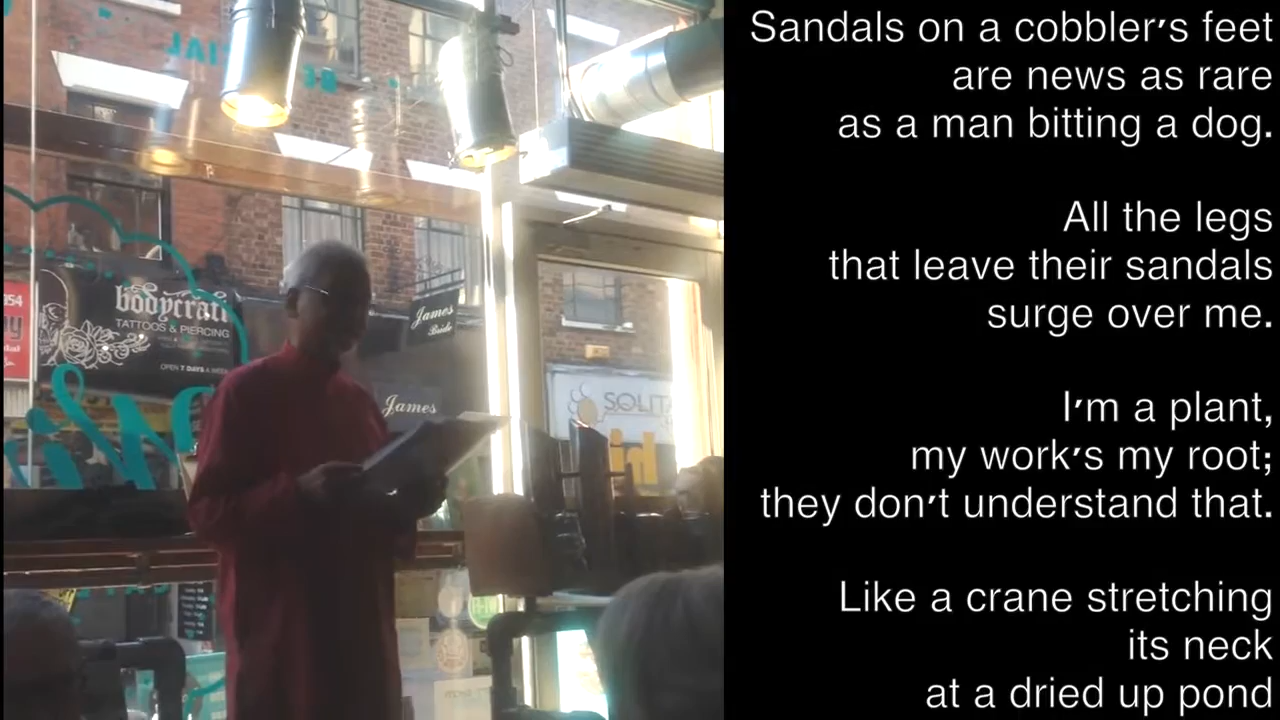 Sandals on a cobbler's feet
are news as rare
as a man bitting a dog.
All the legs
that leave their sandals
surge over me.
I'm a plant,
my work's my root;
they don't understand that.
Like a crane stretching
its neck
at a dried up pond
bodycraft
TATTOOS & PIERCING
OPEN 7 DAYS A WEEK
James
Bride
James
SOLIT